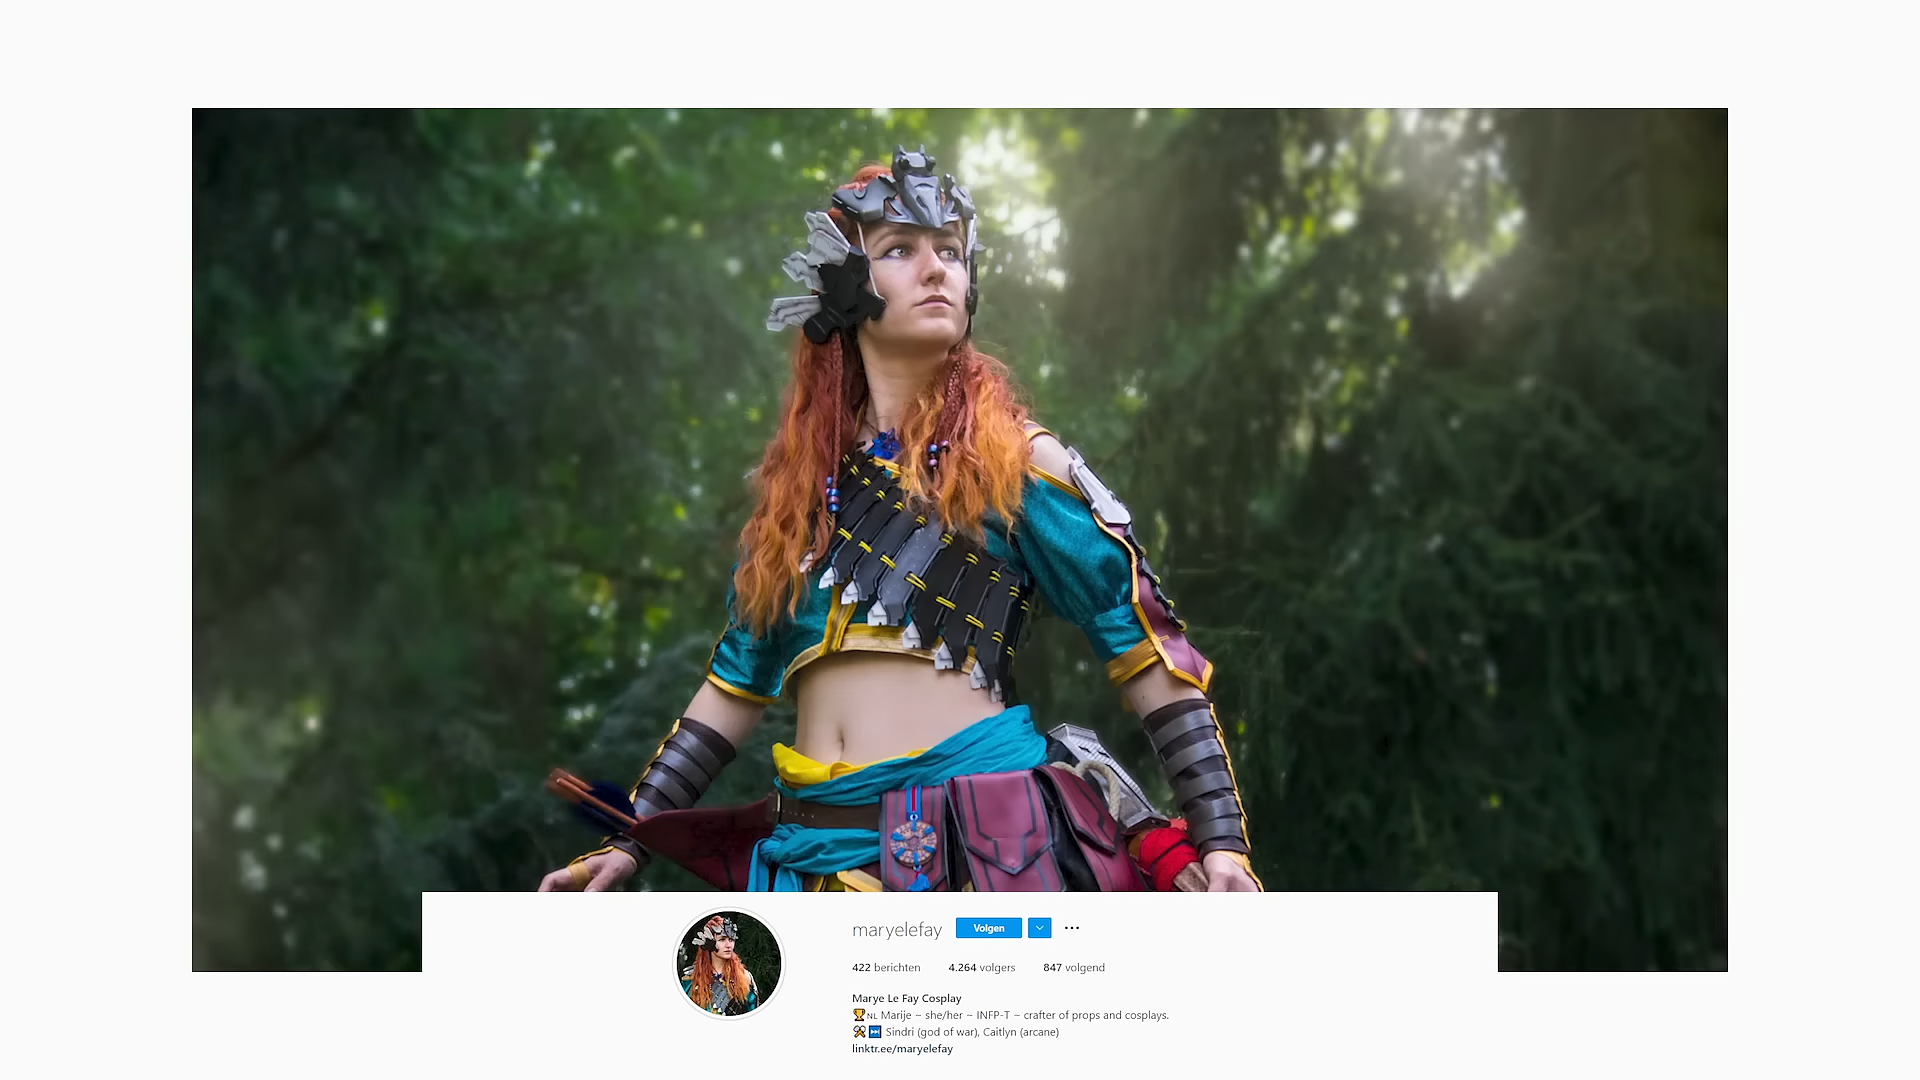 maryelefay Volgen
422 berichten 4.264 volgers 847 volgend
Marye Le Fay Cosplay
🏆NL Marije ~ she/her ~ INFP-T ~ crafter of props and cosplays.
⚒️⏭️ Sindri (god of war), Caitlyn (arcane)
linktr.ee/maryelefay